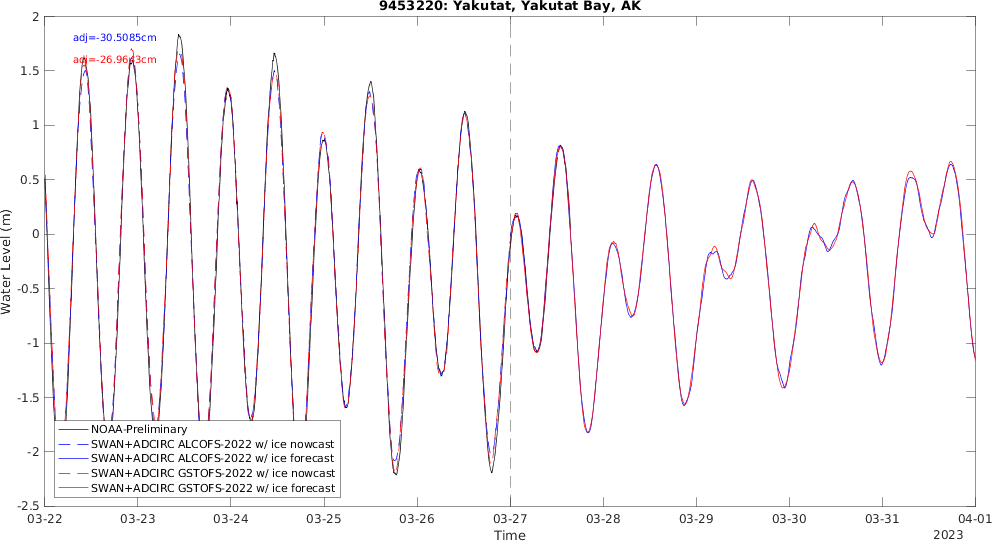 9453220: Yakutat, Yakutat Bay, AK
adj=-30.5085cm
adj=-26.9643cm
2
1.5
1
0.5
0
-0.5
-1
-1.5
-2
-2.5
Water Level (m)
NOAA-Preliminary
SWAN+ADCIRC ALCOFS-2022 w/ ice nowcast
SWAN+ADCIRC ALCOFS-2022 w/ ice forecast
SWAN+ADCIRC GSTOFS-2022 w/ ice nowcast
SWAN+ADCIRC GSTOFS-2022 w/ ice forecast
03-22 03-23 03-24 03-25 03-26 03-27 03-28 03-29 03-30 03-31 04-01
Time
2023